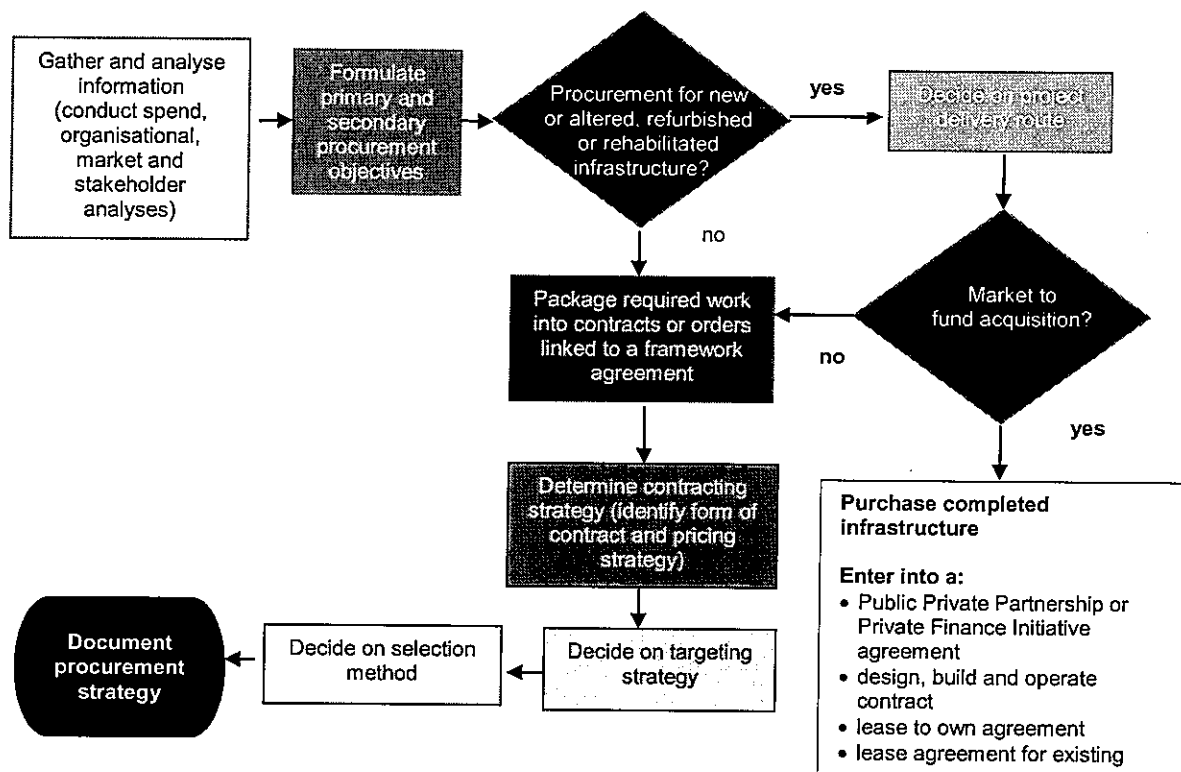 Gather and analyse
information
(conduct spend,
organisational,
market and
stakeholder
analyses)
Formulate
primary and
secondary
procurement
objectives
Procurement for new
or altered, refurbished
or rehabilitated
infrastructure?
yes
Decide on project
delivery route
no
Market to
fund acquisition?
no
yes
Package required work
into contracts or orders
linked to a framework
agreement
Determine contracting
strategy (identify form of
contract and pricing
strategy)
Purchase completed
infrastructure
Enter into a:
• Public Private Partnership or
Private Finance Initiative
agreement
• design, build and operate
contract
• lease to own agreement
• lease agreement for existing
Decide on targeting
strategy
Decide on selection
method
Document
procurement
strategy